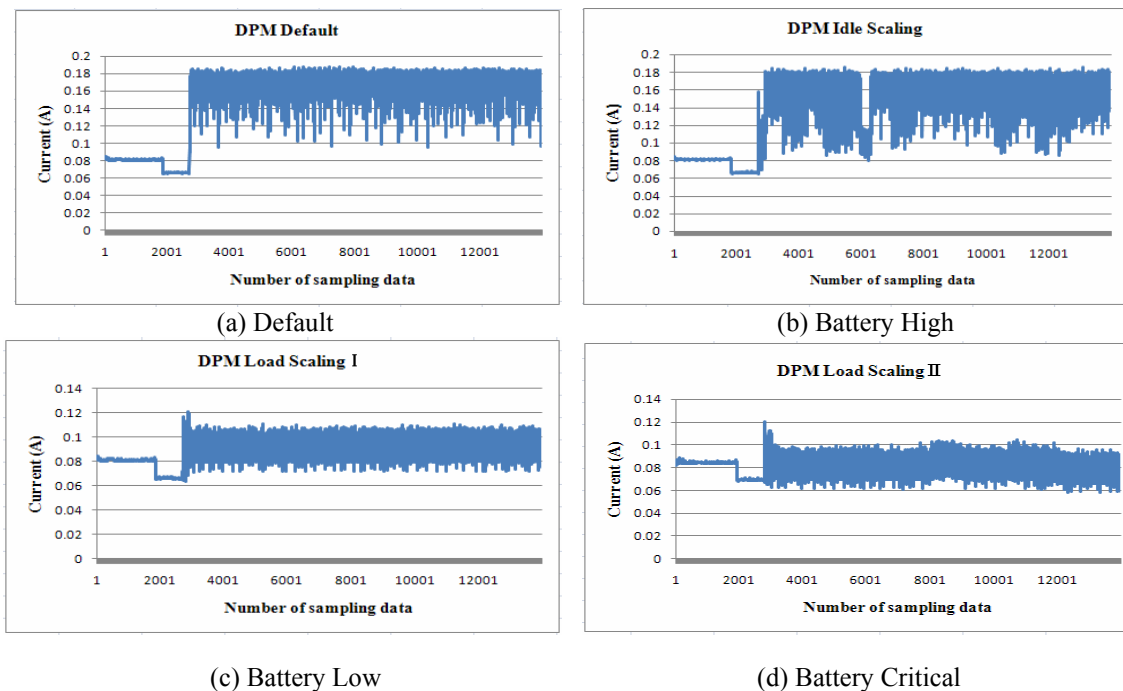 DPM Default
Current (A)
0.2
0.18
0.16
0.14
0.12
0.1
0.08
0.06
0.04
0.02
0
1 2001 4001 6001 8001 10001 12001
Number of sampling data
(a) Default
DPM Idle Scaling
Current (A)
0.2
0.18
0.16
0.14
0.12
0.1
0.08
0.06
0.04
0.02
0
1 2001 4001 6001 8001 10001 12001
Number of sampling data
(b) Battery High
DPM Load Scaling Ⅰ
Current (A)
0.14
0.12
0.1
0.08
0.06
0.04
0.02
0
1 2001 4001 6001 8001 10001 12001
Number of sampling data
(c) Battery Low
DPM Load Scaling Ⅱ
Current (A)
0.14
0.12
0.1
0.08
0.06
0.04
0.02
0
1 2001 4001 6001 8001 10001 12001
Number of sampling data
(d) Battery Critical